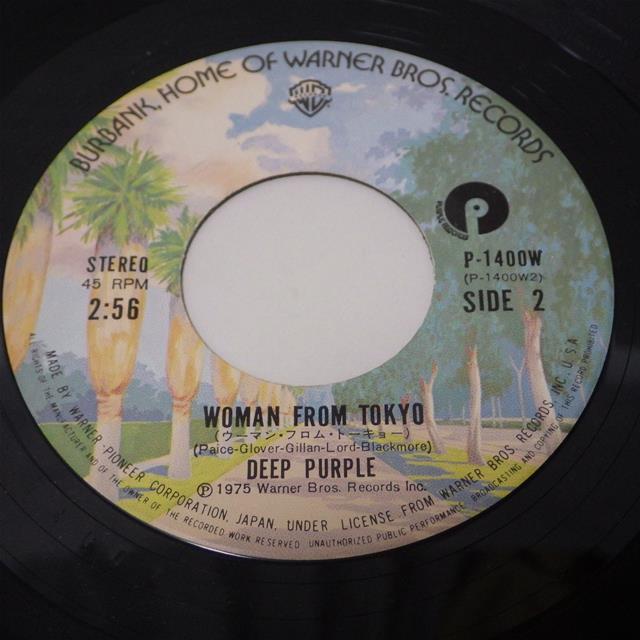 BURBANK, HOME OF WARNER BROS. RECORDS
STEREO
45 RPM
2:56
P-1400W
(P-1400W2)
SIDE 2
WOMAN FROM TOKYO
(ウーマン・フロム・トーキョー)
(Paice-Glover-Gillan-Lord-Blackmore)
DEEP PURPLE
Ⓟ 1975 Warner Bros. Records Inc.
MADE BY WARNER PIONEER CORPORATION, JAPAN, UNDER LICENSE FROM WARNER BROS. RECORDS, INC. U.S.A.
ALL RIGHTS OF THE MANUFACTURER AND OF THE OWNER OF THE RECORDED WORK RESERVED UNAUTHORIZED PUBLIC PERFORMANCE, BROADCASTING AND COPYING OF THIS RECORD PROHIBITED